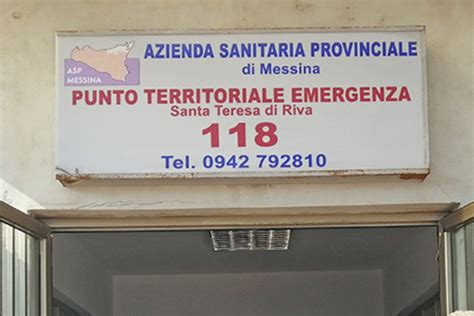 ASP
MESSINA
AZIENDA SANITARIA PROVINCIALE
di Messina
PUNTO TERRITORIALE EMERGENZA
Santa Teresa di Riva
118
Tel. 0942 792810